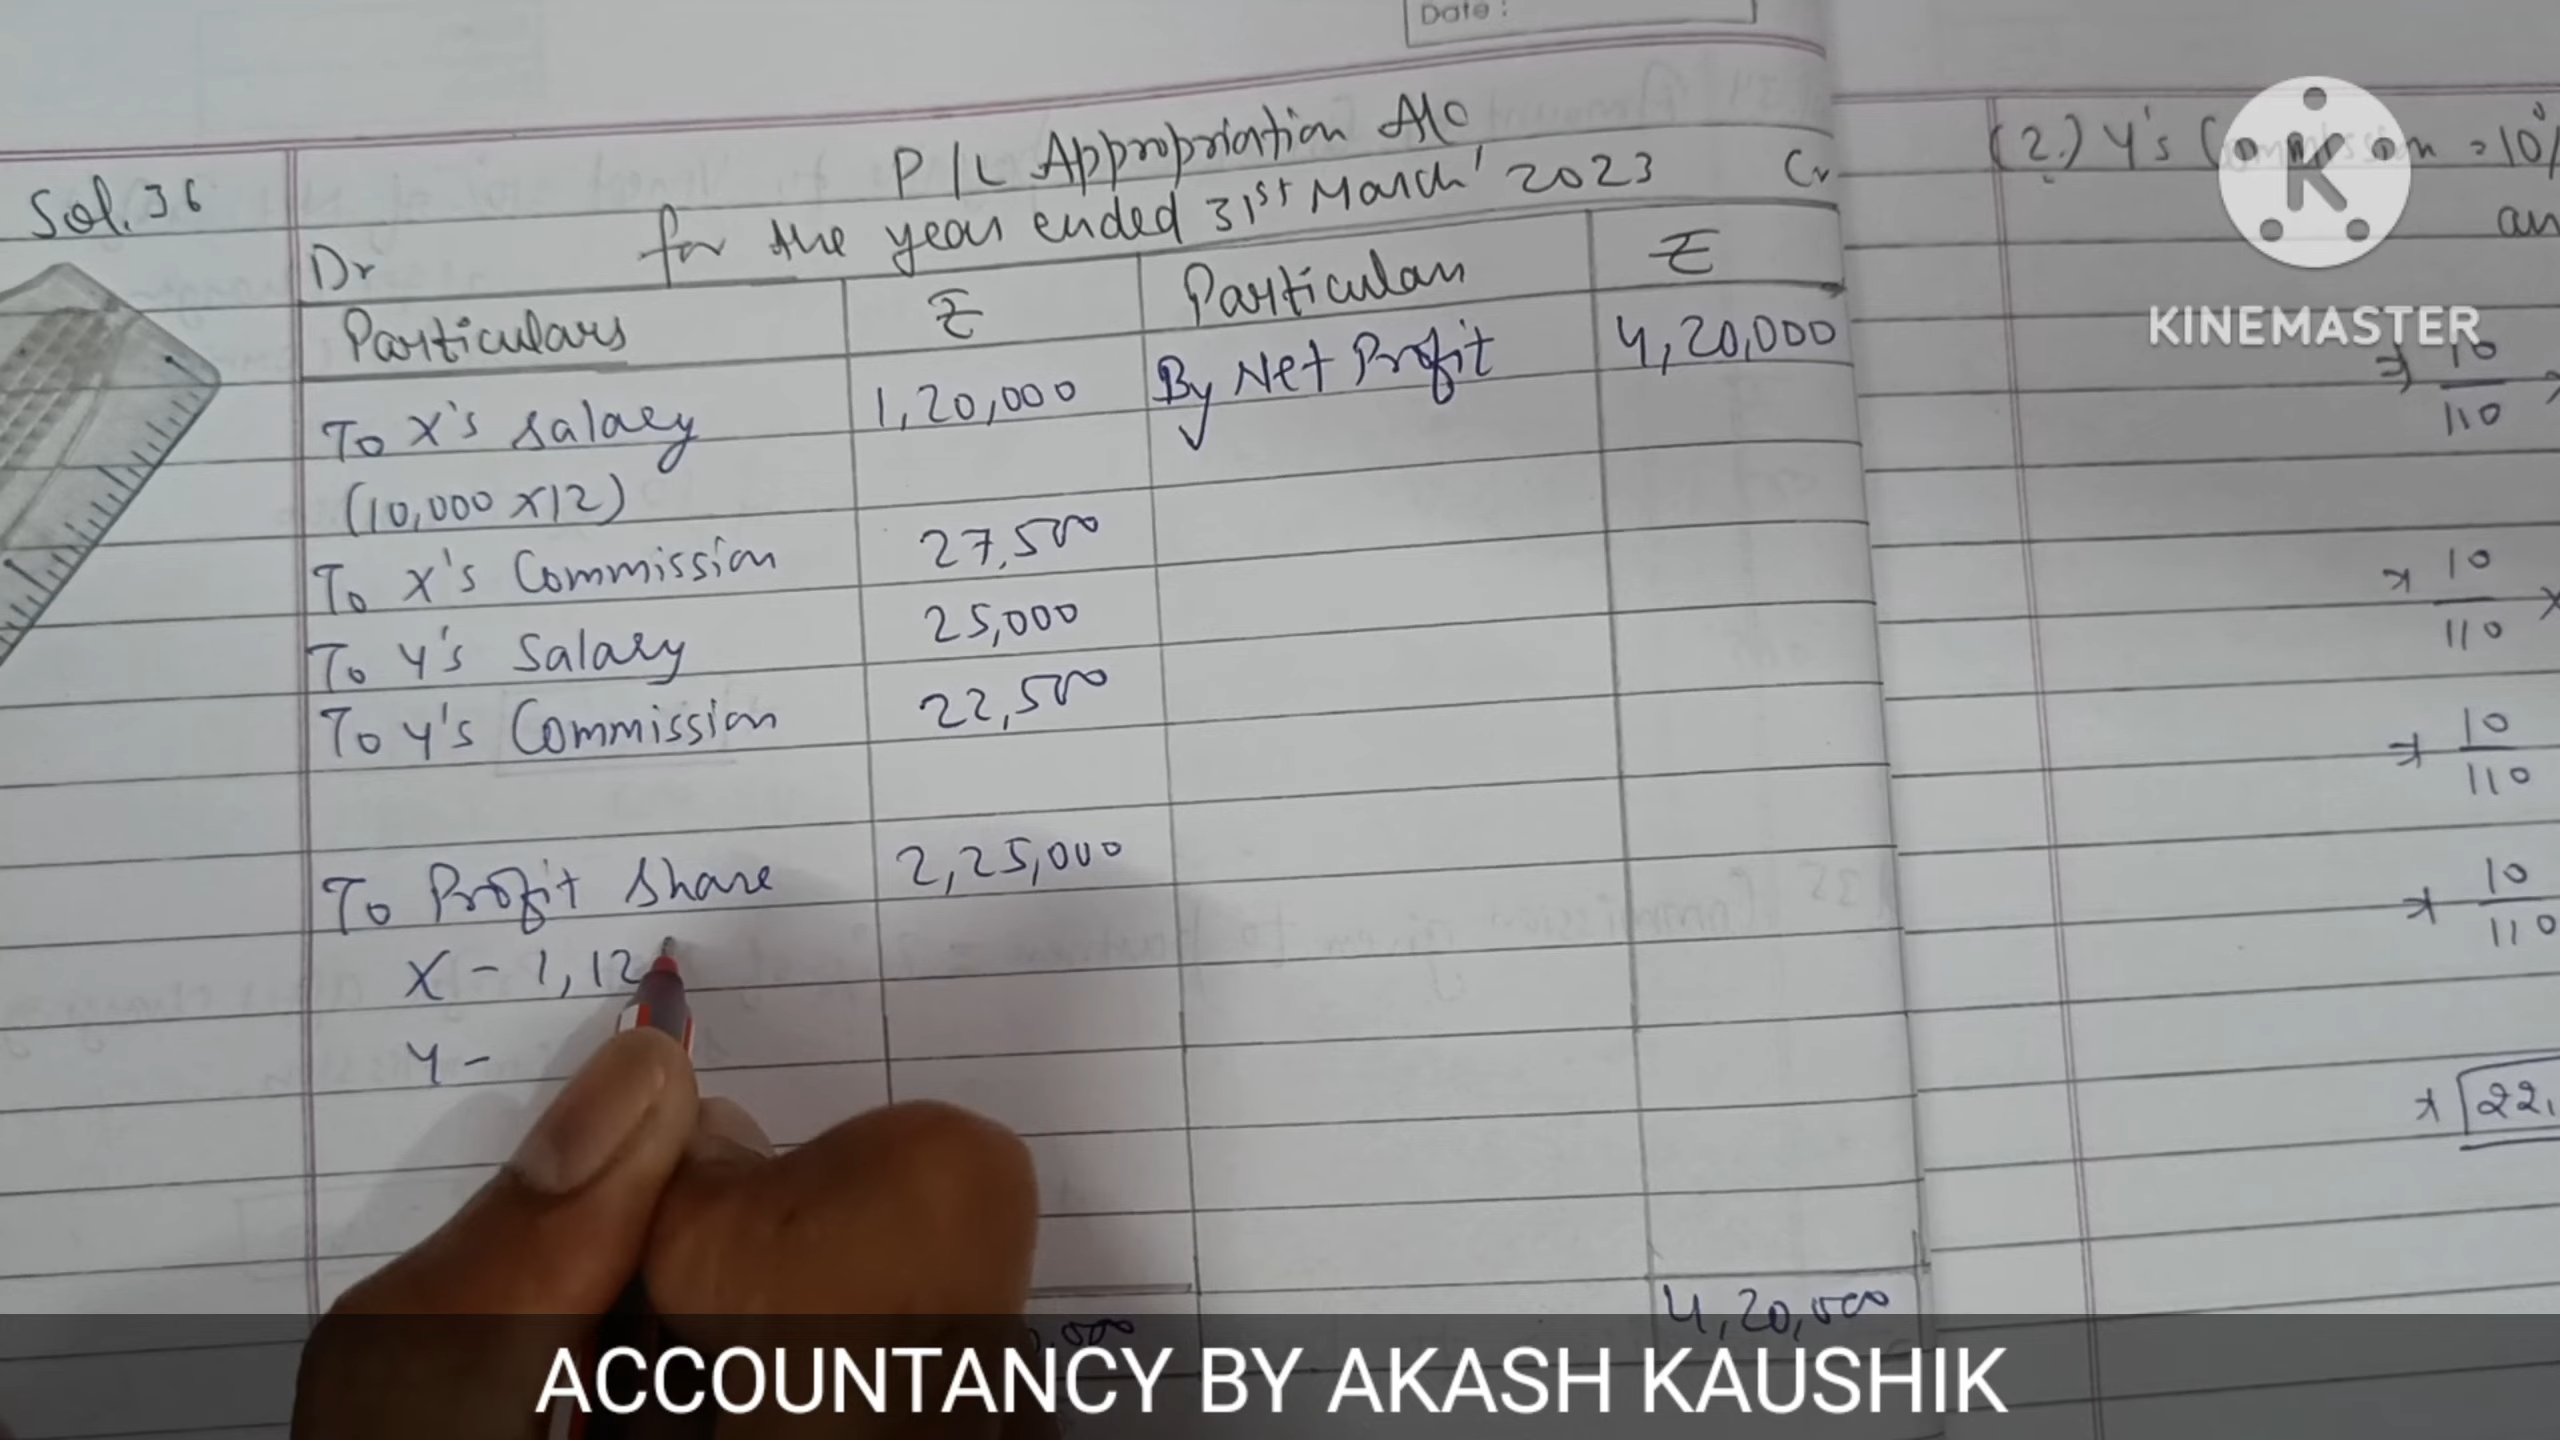 Date :
Sol. 36
P/L Appropriation A/c
for the year ended 31st March' 2023
Dr
Cr
Particulars ₹ Particulars ₹
To X's Salary 1,20,000 By Net Profit 4,20,000
(10,000 x 12)
To X's Commission 27,500
To Y's Salary 25,000
To Y's Commission 22,500
To Profit Share 2,25,000
X - 1,12
Y -
4,20,000
(2.) Y's
= 10%
10
110
10
110
10
110
10
110
22,
KINEMASTER
ACCOUNTANCY BY AKASH KAUSHIK